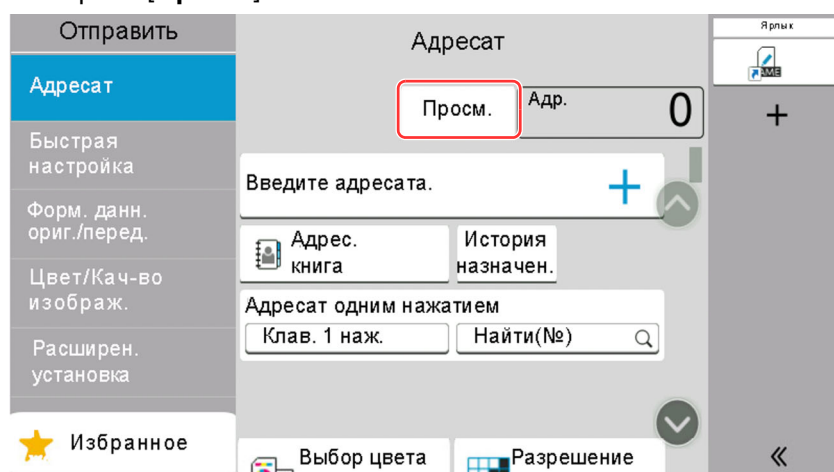 Отправить
Адресат
Быстрая
настройка
Форм. данн.
ориг./перед.
Цвет/Кач-во
изображ.
Расширен.
установка
Избранное
Адресат
Просм.
Адр.
0
Введите адресата.
Адрес.
книга
История
назначен.
Адресат одним нажатием
Клав. 1 наж.
Найти(№)
Выбор цвета
Разрешение
Ярлык
AME